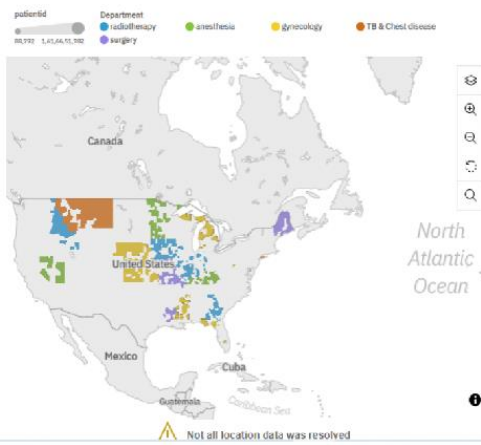 patientid
Department
radiotherapy
anesthesia
gynecology
TB & Chest disease
surgery
Canada
United States
North
Atlantic
Ocean
Mexico
Cuba
Guatemala
Caribbean Sea
Not all location data was resolved